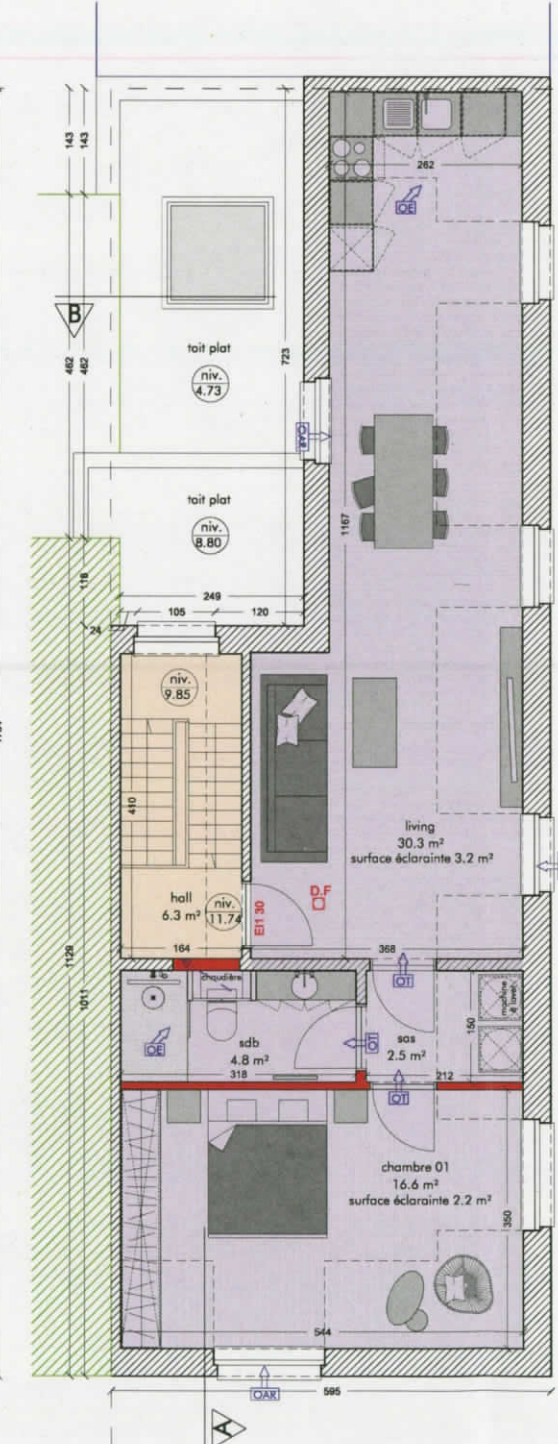 143
143
262
OE
B
462
462
toit plat
niv.
4.73
723
OAR
toit plat
niv.
8.80
1167
118
249
105
120
24
niv.
9.85
410
living
30.3 m²
surface éclairante 3.2 m²
hall
6.3 m²
niv.
11.74
EI1 30
D.F
164
368
1129
1011
chaudière
OT
machine
à laver
OE
sdb
4.8 m²
OT
sas
2.5 m²
150
318
OT
212
chambre 01
16.6 m²
surface éclairante 2.2 m²
350
544
OAR
595
A